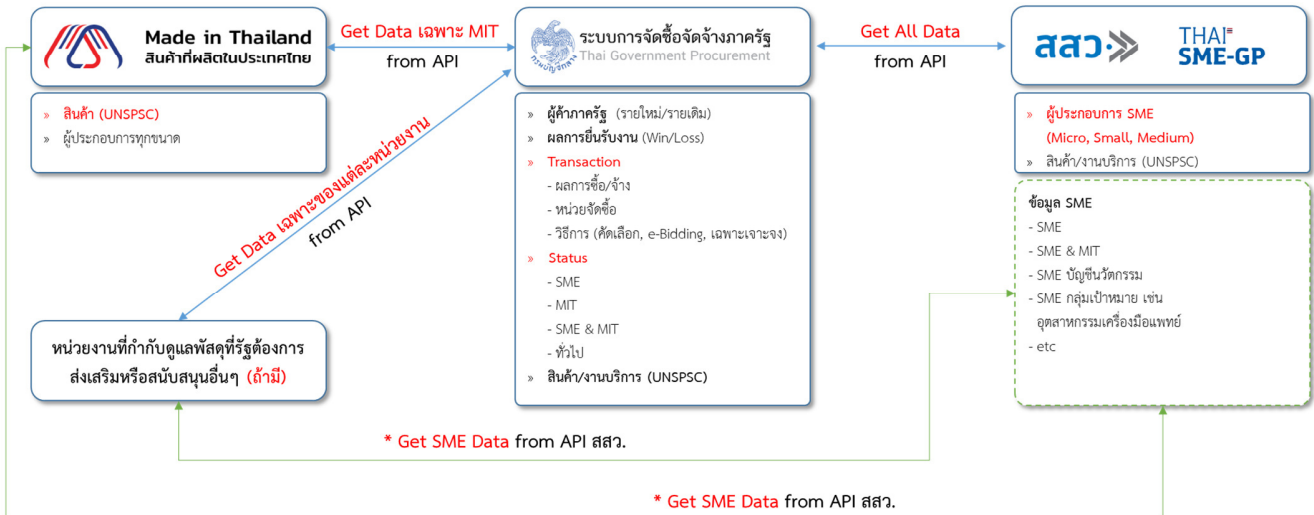 Made in Thailand
สินค้าที่ผลิตในประเทศไทย
Get Data เฉพาะ MIT
from API
กรมบัญชีกลาง
ระบบการจัดซื้อจัดจ้างภาครัฐ
Thai Government Procurement
Get All Data
from API
สสว.
THAI
SME-GP
» สินค้า (UNSPSC)
» ผู้ประกอบการทุกขนาด
Get Data เฉพาะของแต่ละหน่วยงาน
from API
» ผู้ค้าภาครัฐ (รายใหม่/รายเดิม)
» ผลการยื่นรับงาน (Win/Loss)
» Transaction
- ผลการซื้อ/จ้าง
- หน่วยจัดซื้อ
- วิธีการ (คัดเลือก, e-Bidding, เฉพาะเจาะจง)
» Status
- SME
- MIT
- SME & MIT
- ทั่วไป
» สินค้า/งานบริการ (UNSPSC)
» ผู้ประกอบการ SME
(Micro, Small, Medium)
» สินค้า/งานบริการ (UNSPSC)
ข้อมูล SME
- SME
- SME & MIT
- SME บัญชีนวัตกรรม
- SME กลุ่มเป้าหมาย เช่น
อุตสาหกรรมเครื่องมือแพทย์
- etc
หน่วยงานที่กำกับดูแลพัสดุที่รัฐต้องการ
ส่งเสริมหรือสนับสนุนอื่นๆ (ถ้ามี)
* Get SME Data from API สสว.
* Get SME Data from API สสว.